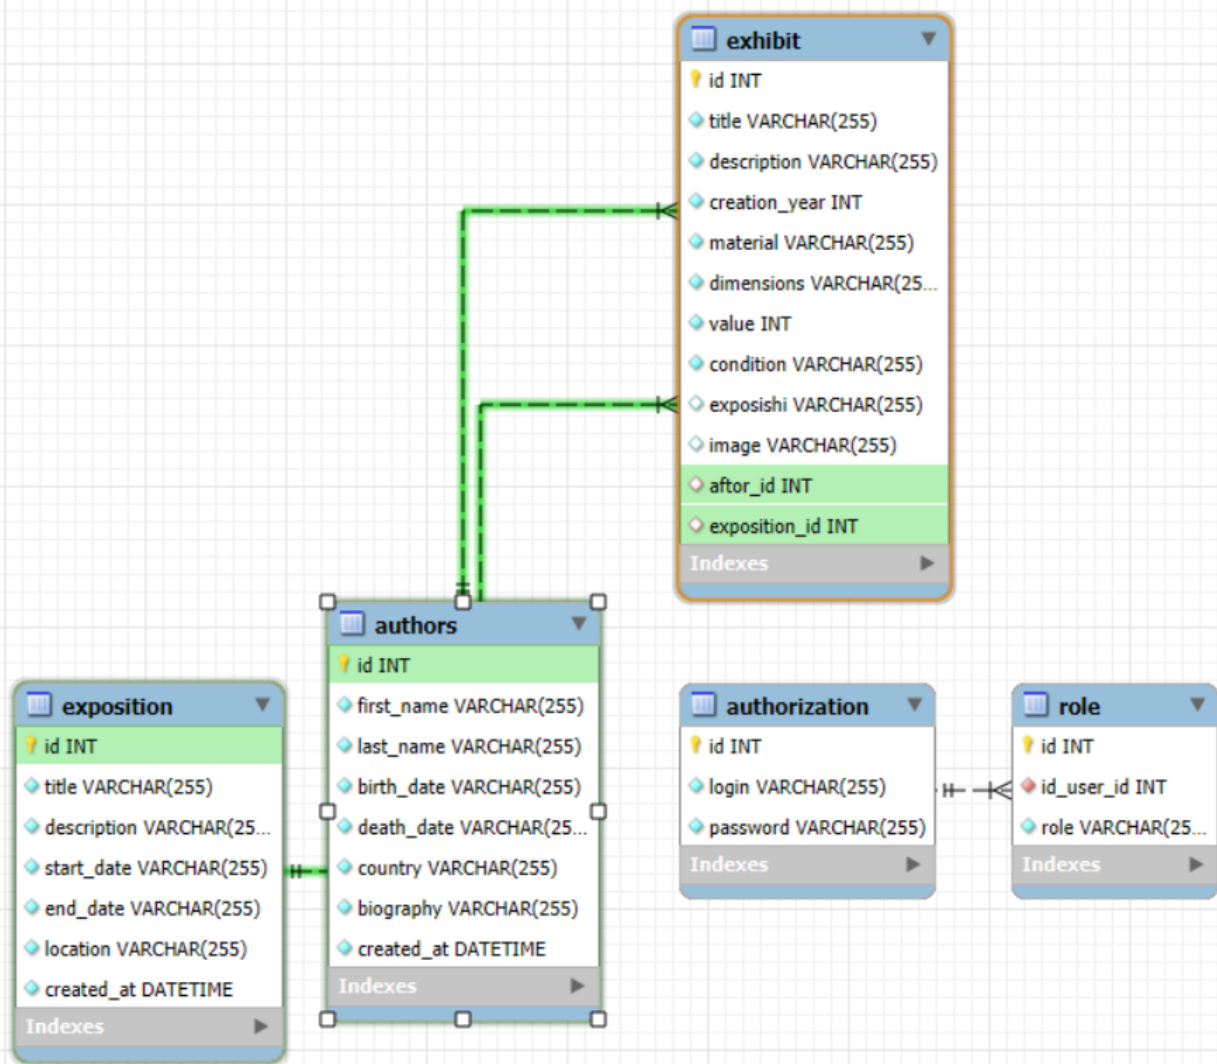 exhibit
id INT
title VARCHAR(255)
description VARCHAR(255)
creation_year INT
material VARCHAR(255)
dimensions VARCHAR(25...
value INT
condition VARCHAR(255)
exposishi VARCHAR(255)
image VARCHAR(255)
aftor_id INT
exposition_id INT
Indexes
authors
id INT
first_name VARCHAR(255)
last_name VARCHAR(255)
birth_date VARCHAR(255)
death_date VARCHAR(25...
country VARCHAR(255)
biography VARCHAR(255)
created_at DATETIME
Indexes
exposition
id INT
title VARCHAR(255)
description VARCHAR(25...
start_date VARCHAR(255)
end_date VARCHAR(255)
location VARCHAR(255)
created_at DATETIME
Indexes
authorization
id INT
login VARCHAR(255)
password VARCHAR(255)
Indexes
role
id INT
id_user_id INT
role VARCHAR(25...
Indexes